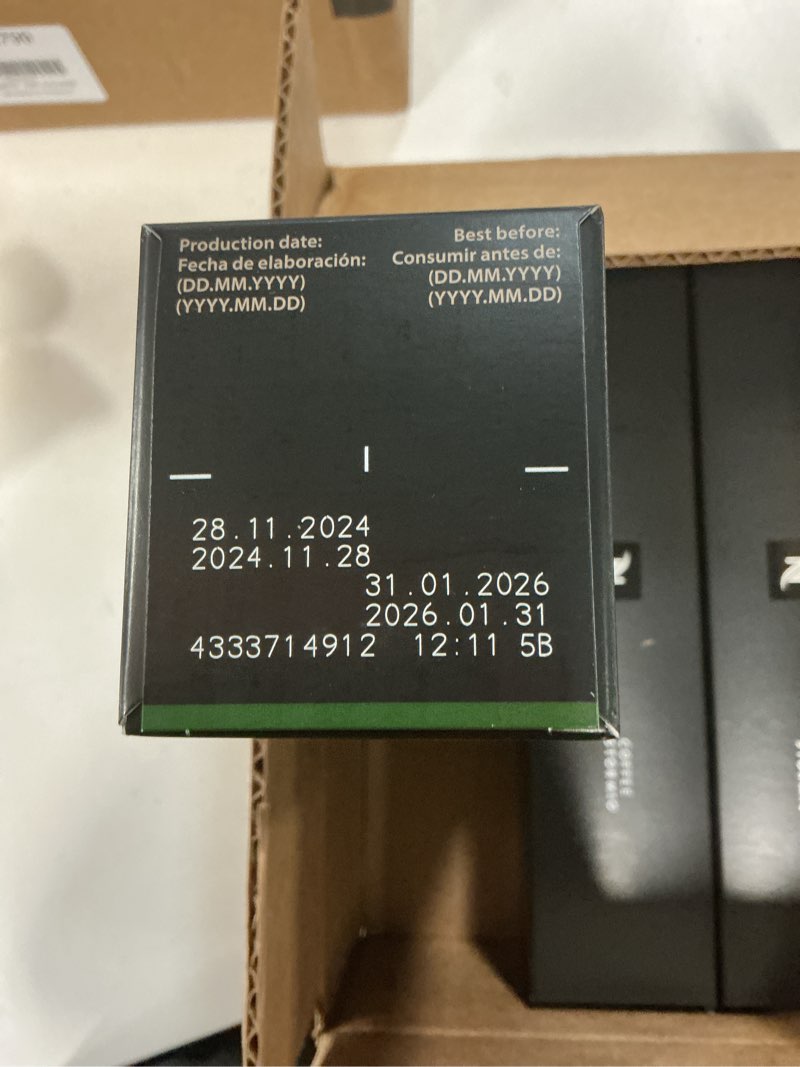 Production date:
Fecha de elaboración:
(DD.MM.YYYY)
(YYYY.MM.DD)
Best before:
Consumir antes de:
(DD.MM.YYYY)
(YYYY.MM.DD)
28.11.2024
2024.11.28
31.01.2026
2026.01.31
4333714912 12:11 5B